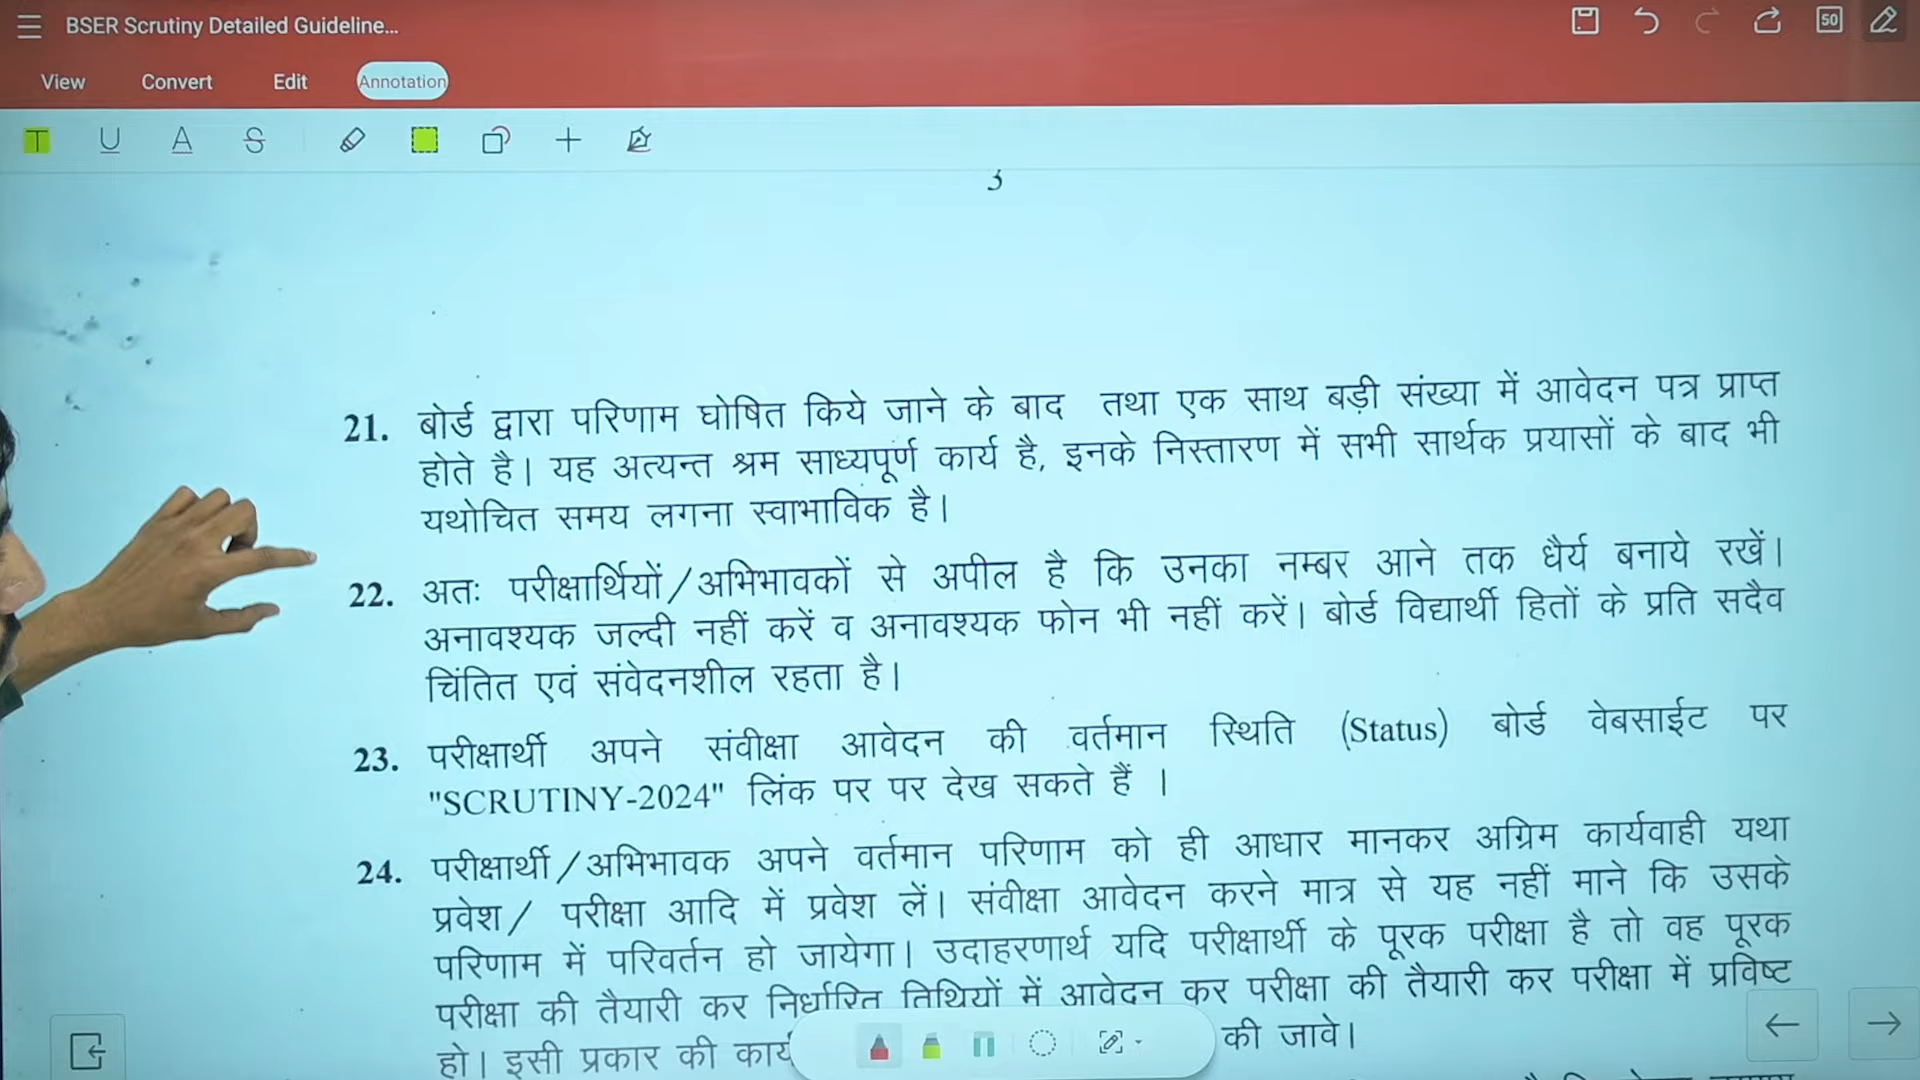 BSER Scrutiny Detailed Guideline...
50
View Convert Edit Annotation
T U A S
3
21. बोर्ड द्वारा परिणाम घोषित किये जाने के बाद तथा एक साथ बड़ी संख्या में आवेदन पत्र प्राप्त
होते है। यह अत्यन्त श्रम साध्यपूर्ण कार्य है, इनके निस्तारण में सभी सार्थक प्रयासों के बाद भी
यथोचित समय लगना स्वाभाविक है।
22. अतः परीक्षार्थियों/अभिभावकों से अपील है कि उनका नम्बर आने तक धैर्य बनाये रखें।
अनावश्यक जल्दी नहीं करें व अनावश्यक फोन भी नहीं करें। बोर्ड विद्यार्थी हितों के प्रति सदैव
चिंतित एवं संवेदनशील रहता है।
23. परीक्षार्थी अपने संवीक्षा आवेदन की वर्तमान स्थिति (Status) बोर्ड वेबसाईट पर
"SCRUTINY-2024" लिंक पर पर देख सकते हैं ।
24. परीक्षार्थी/अभिभावक अपने वर्तमान परिणाम को ही आधार मानकर अग्रिम कार्यवाही यथा
प्रवेश/ परीक्षा आदि में प्रवेश लें। संवीक्षा आवेदन करने मात्र से यह नहीं माने कि उसके
परिणाम में परिवर्तन हो जायेगा। उदाहरणार्थ यदि परीक्षार्थी के पूरक परीक्षा है तो वह पूरक
परीक्षा की तैयारी कर निर्धारित तिथियों में आवेदन कर परीक्षा की तैयारी कर परीक्षा में प्रविष्ट
हो। इसी प्रकार की की जावे।